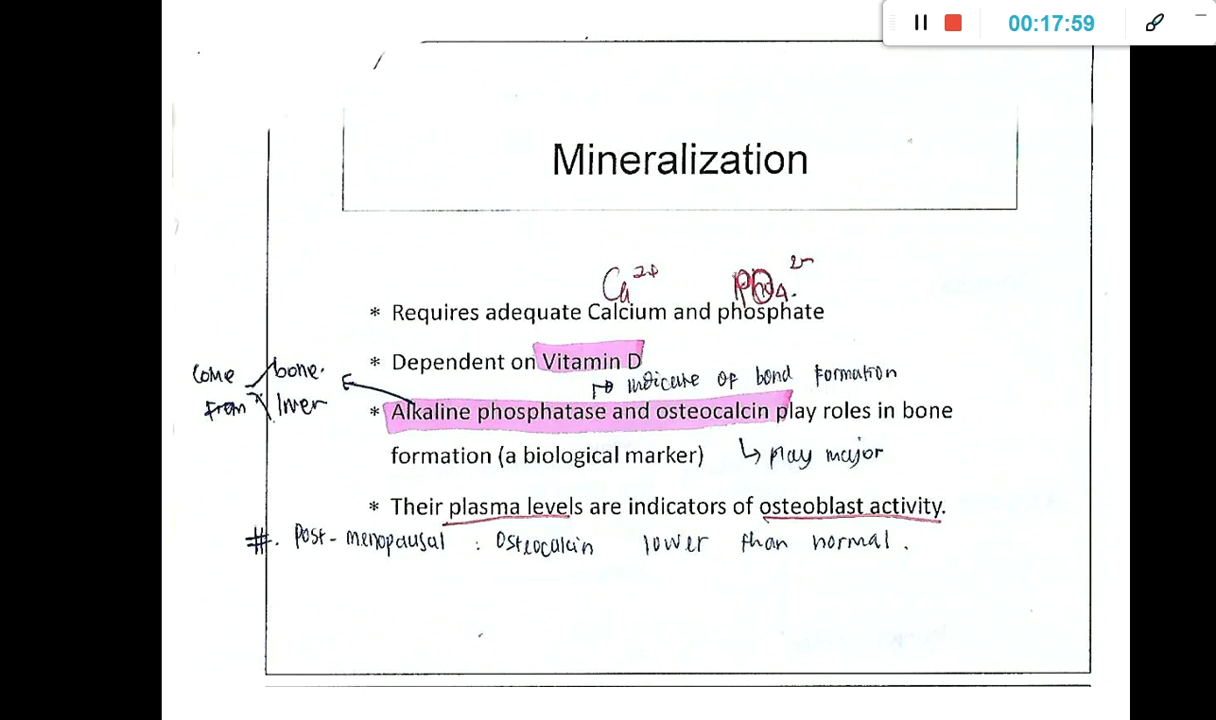 00:17:59
Mineralization
Ca2+ PO4 2-
* Requires adequate Calcium and phosphate
* Dependent on Vitamin D
come from bone.
liver
↦ indicate of bond formation
* Alkaline phosphatase and osteocalcin play roles in bone
formation (a biological marker) ↳ play major
* Their plasma levels are indicators of osteoblast activity.
#. Post-menopausal : Osteocalcin lower than normal.